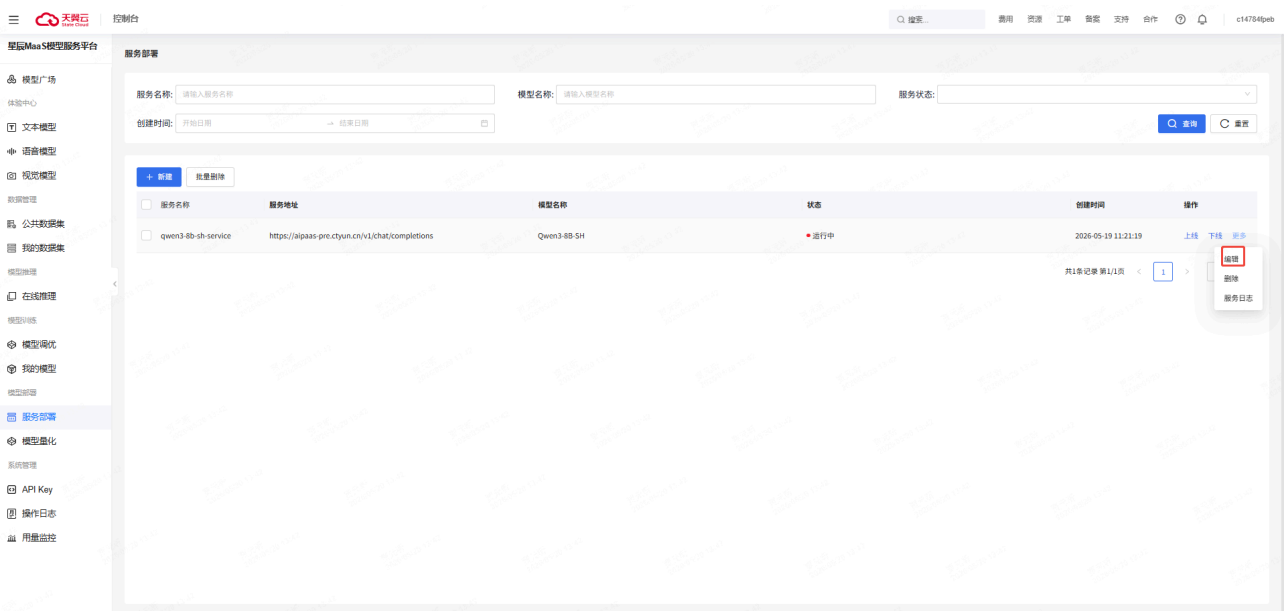 天翼云 控制台 搜索... 费用 资源 工单 备案 支持 合作 c14784fpeb
State Cloud
星辰MaaS模型服务平台
模型广场
体验中心
文本模型
语音模型
视觉模型
数据管理
公共数据集
我的数据集
模型推理
在线推理
模型训练
模型调优
我的模型
模型部署
服务部署
模型量化
系统管理
API Key
操作日志
用量监控
服务部署
服务名称: 请输入服务名称 模型名称: 请输入模型名称 服务状态:
创建时间: 开始日期 → 结束日期 查询 重置
+ 新建 批量删除
服务名称 服务地址 模型名称 状态 创建时间 操作
qwen3-8b-sh-service https://aipaas-pre.ctyun.cn/v1/chat/completions Qwen3-8B-SH 运行中 2026-05-19 11:21:19 上线 下线 更多
共1条记录 第1/1页 < 1 >
编辑
删除
服务日志